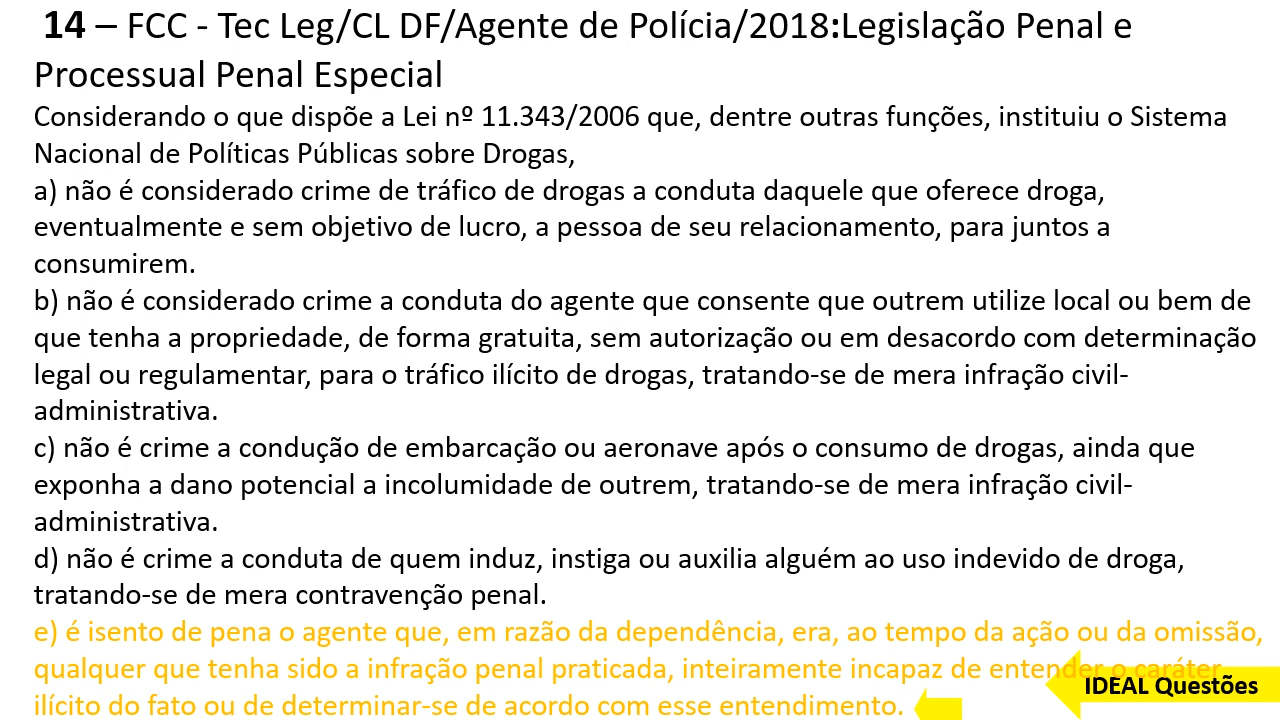 14 – FCC - Tec Leg/CL DF/Agente de Polícia/2018:Legislação Penal e
Processual Penal Especial
Considerando o que dispõe a Lei nº 11.343/2006 que, dentre outras funções, instituiu o Sistema
Nacional de Políticas Públicas sobre Drogas,
a) não é considerado crime de tráfico de drogas a conduta daquele que oferece droga,
eventualmente e sem objetivo de lucro, a pessoa de seu relacionamento, para juntos a
consumirem.
b) não é considerado crime a conduta do agente que consente que outrem utilize local ou bem de
que tenha a propriedade, de forma gratuita, sem autorização ou em desacordo com determinação
legal ou regulamentar, para o tráfico ilícito de drogas, tratando-se de mera infração civil-
administrativa.
c) não é crime a condução de embarcação ou aeronave após o consumo de drogas, ainda que
exponha a dano potencial a incolumidade de outrem, tratando-se de mera infração civil-
administrativa.
d) não é crime a conduta de quem induz, instiga ou auxilia alguém ao uso indevido de droga,
tratando-se de mera contravenção penal.
e) é isento de pena o agente que, em razão da dependência, era, ao tempo da ação ou da omissão,
qualquer que tenha sido a infração penal praticada, inteiramente incapaz de entender o caráter
ilícito do fato ou de determinar-se de acordo com esse entendimento.
IDEAL Questões